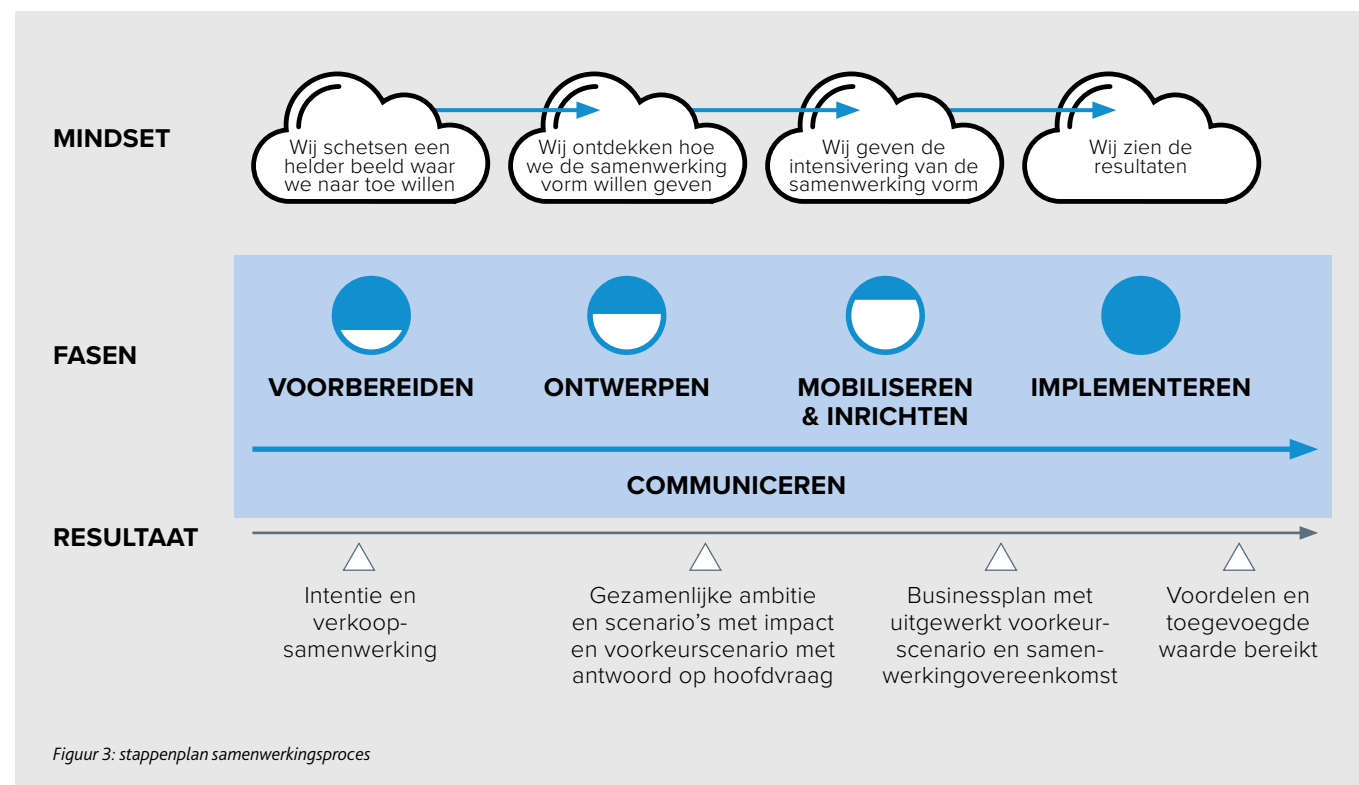 MINDSET
Wij schetsen een
helder beeld waar
we naar toe willen
Wij ontdekken hoe
we de samenwerking
vorm willen geven
Wij geven de
intensivering van de
samenwerking vorm
Wij zien de
resultaten
FASEN
VOORBEREIDEN
ONTWERPEN
MOBILISEREN
& INRICHTEN
IMPLEMENTEREN
COMMUNICEREN
RESULTAAT
Intentie en
verkoop-
samenwerking
Gezamenlijke ambitie
en scenario's met impact
en voorkeurscenario met
antwoord op hoofdvraag
Businessplan met
uitgewerkt voorkeur-
scenario en samen-
werkingovereenkomst
Voordelen en
toegevoegde
waarde bereikt
Figuur 3: stappenplan samenwerkingsproces